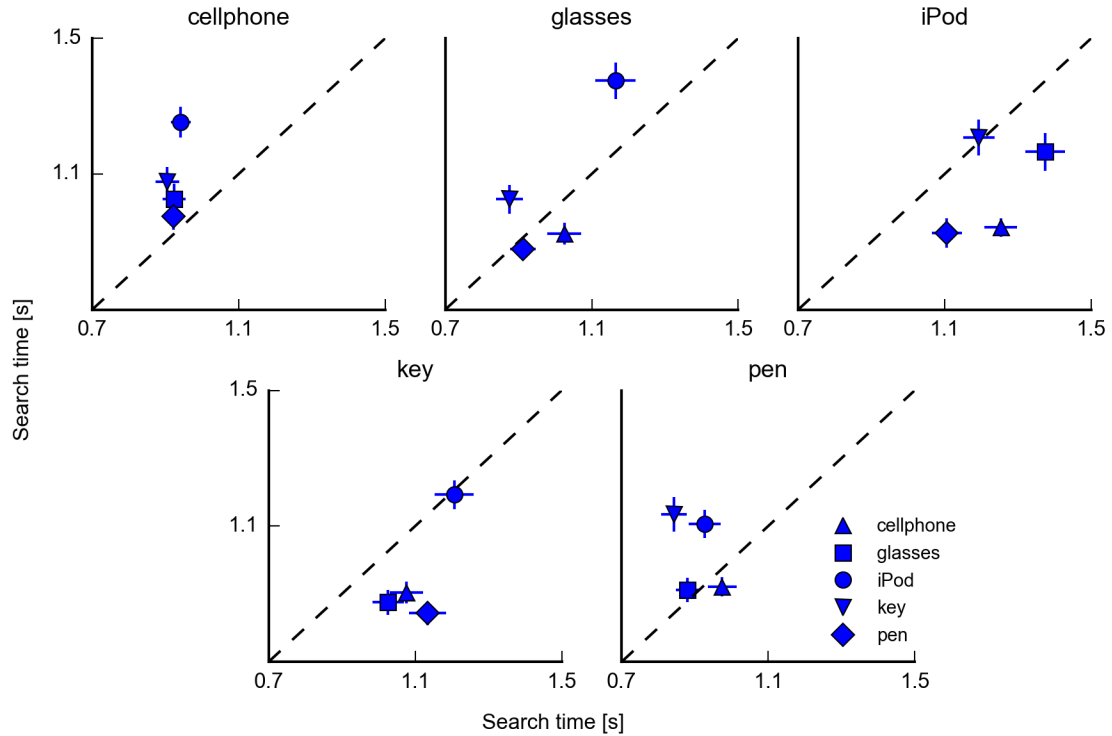 cellphone glasses iPod
1.5
1.1
0.7 1.1 1.5 0.7 1.1 1.5 0.7 1.1 1.5
Search time [s]
key pen
1.5
1.1
cellphone
glasses
iPod
key
pen
0.7 1.1 1.5 0.7 1.1 1.5
Search time [s]